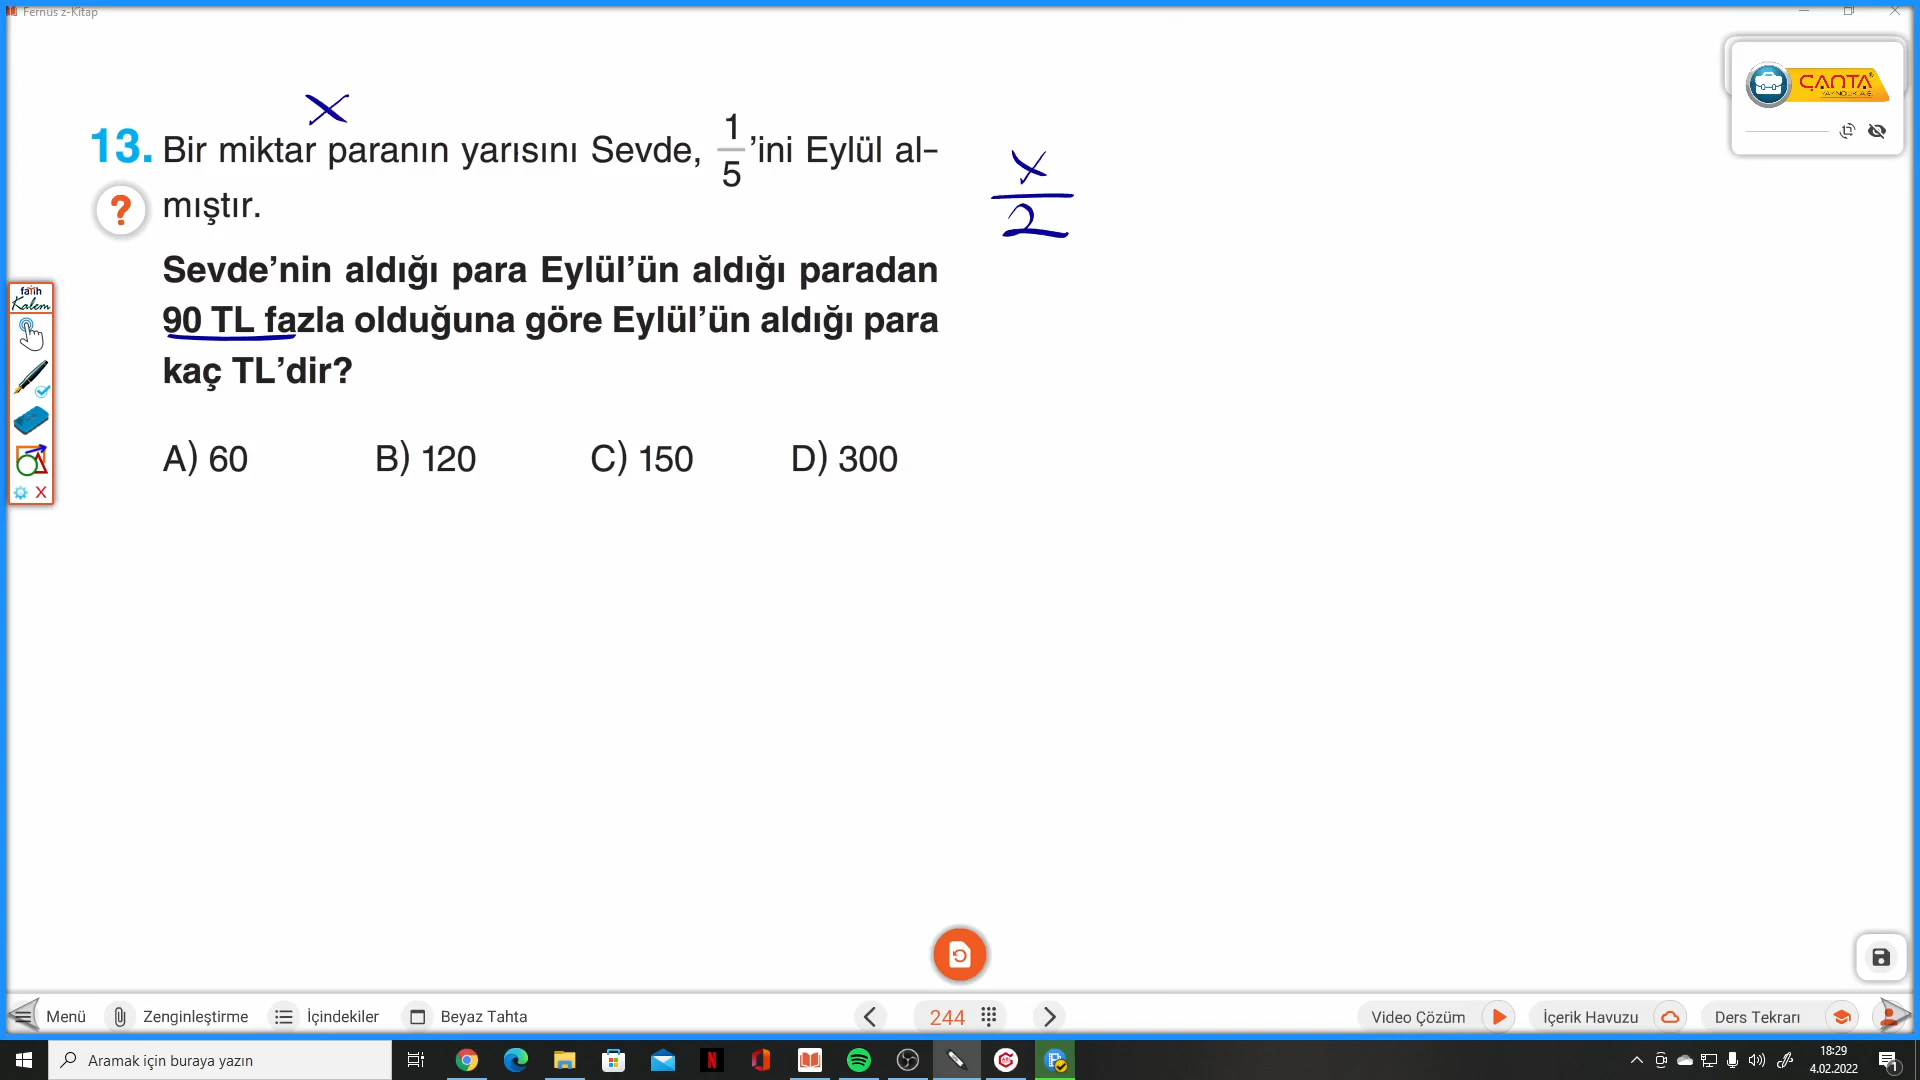 Fernus z-Kitap
ÇANTA
YAYINCILIK A.Ş.
x
13. Bir miktar paranın yarısını Sevde, 1/5 'ini Eylül al-
mıştır.
x/2
?
Sevde'nin aldığı para Eylül'ün aldığı paradan
90 TL fazla olduğuna göre Eylül'ün aldığı para
kaç TL'dir?
fatih
Kalem
A) 60 B) 120 C) 150 D) 300
Menü Zenginleştirme İçindekiler Beyaz Tahta 244 Video Çözüm İçerik Havuzu Ders Tekrarı
Aramak için buraya yazın
18:29
4.02.2022
1